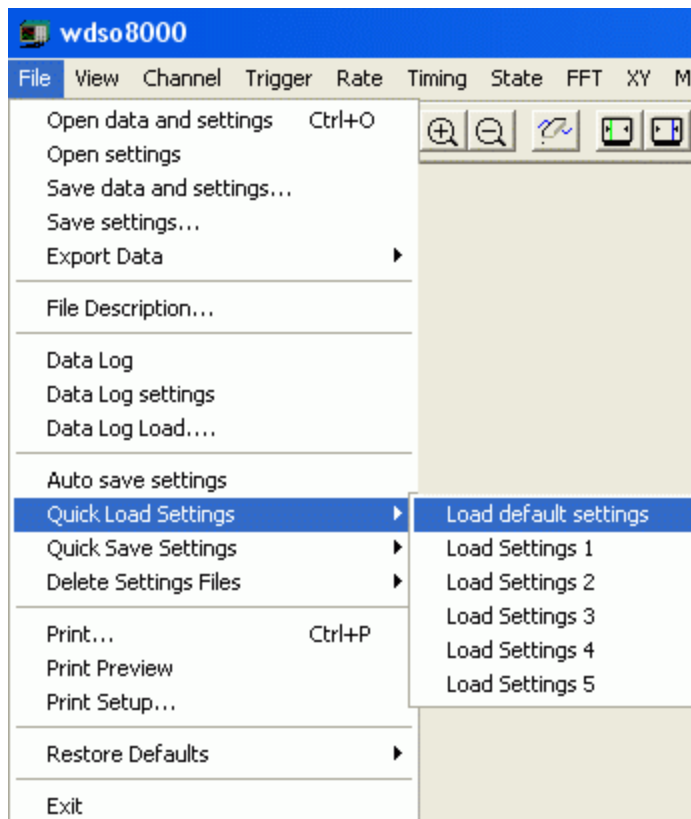 wdso8000
File View Channel Trigger Rate Timing State FFT XY M
Open data and settings Ctrl+O
Open settings
Save data and settings...
Save settings...
Export Data
File Description...
Data Log
Data Log settings
Data Log Load....
Auto save settings
Quick Load Settings
Quick Save Settings
Delete Settings Files
Print... Ctrl+P
Print Preview
Print Setup...
Restore Defaults
Exit
Load default settings
Load Settings 1
Load Settings 2
Load Settings 3
Load Settings 4
Load Settings 5